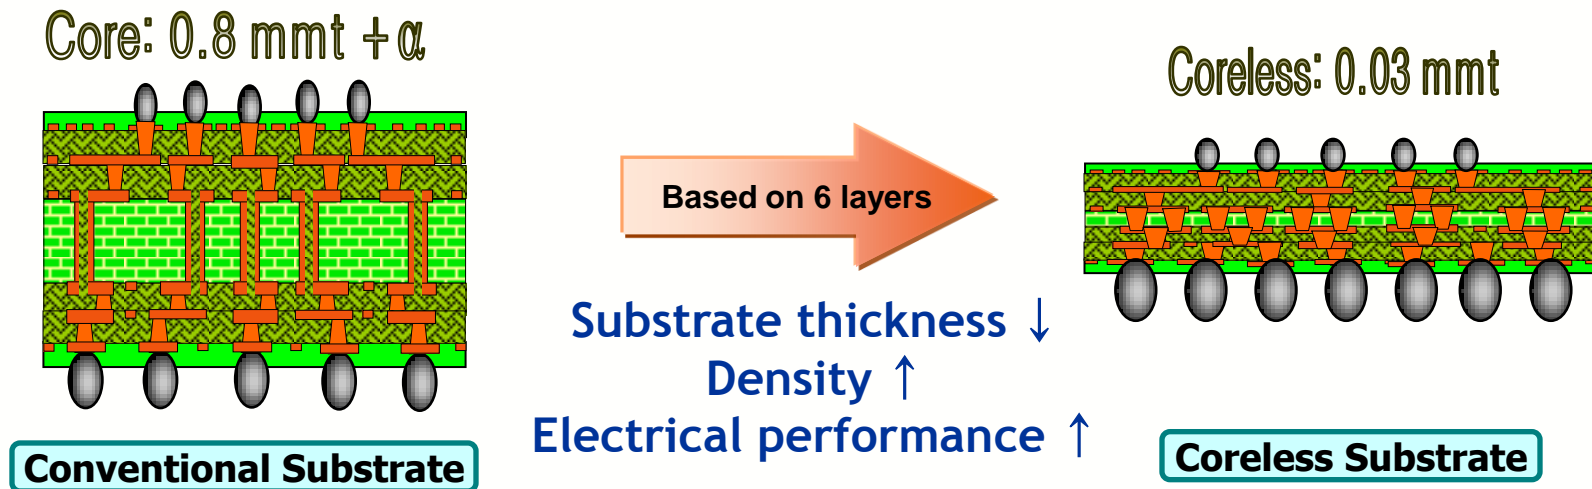 Core: 0.8 mmt + α
Coreless: 0.03 mmt
Based on 6 layers
Substrate thickness ↓
Density ↑
Electrical performance ↑
Conventional Substrate
Coreless Substrate